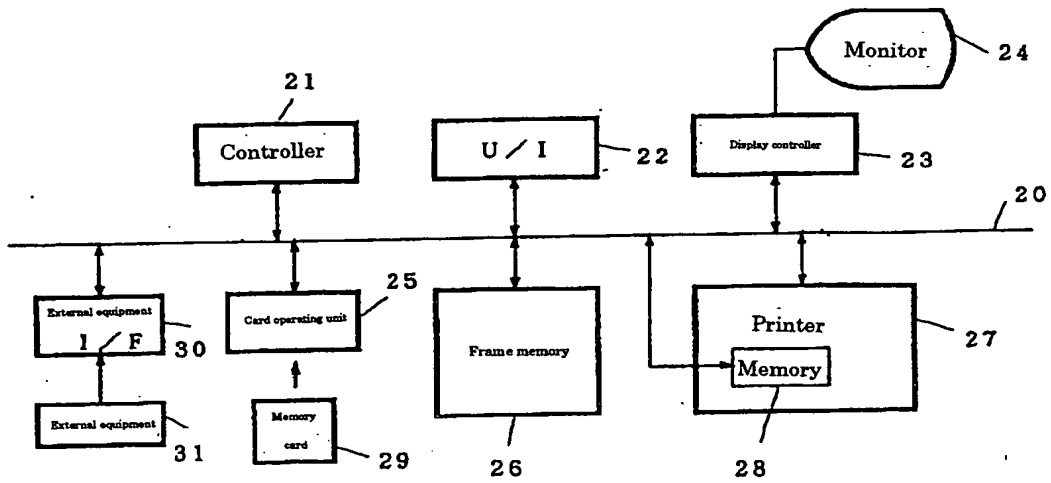 Monitor
24
21
Controller
U／I
22
Display controller
23
20
External equipment
I／F
30
25
Card operating unit
Frame memory
Printer
Memory
27
External equipment
31
Memory
card
29
26
28